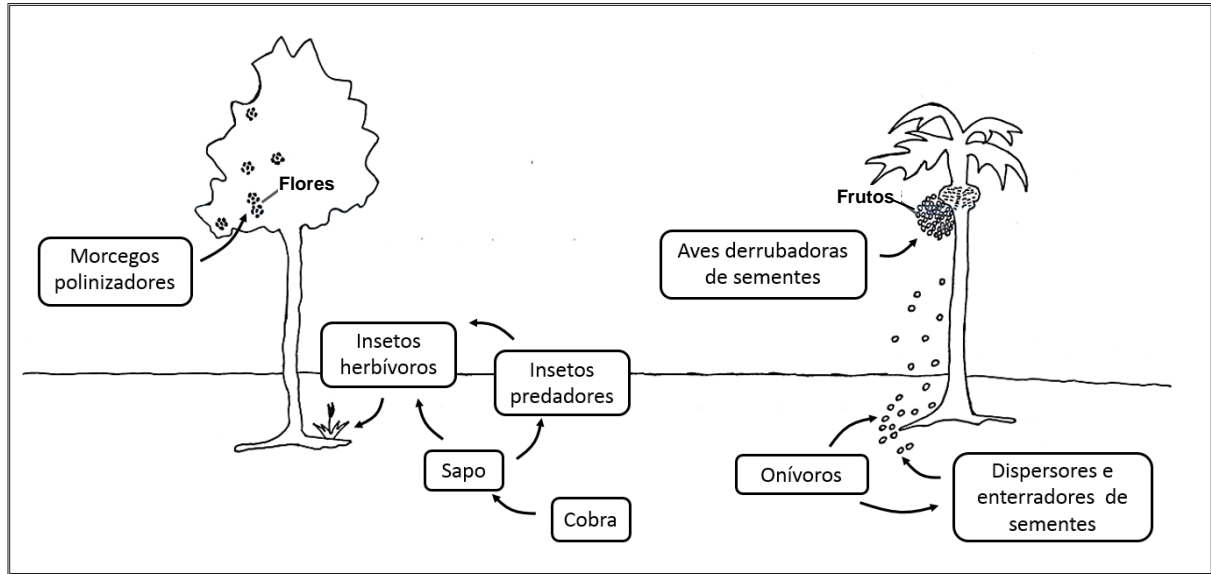 Flores
Morcegos
polinizadores
Insetos
herbívoros
Insetos
predadores
Sapo
Cobra
Frutos
Aves derrubadoras
de sementes
Onívoros
Dispersores e
enterradores de
sementes